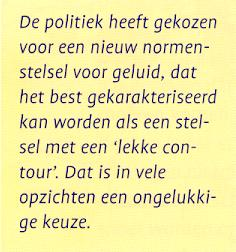 De politiek heeft gekozen
voor een nieuw normen-
stelsel voor geluid, dat
het best gekarakteriseerd
kan worden als een stel-
sel met een ‘lekke con-
tour’. Dat is in vele
opzichten een ongelukki-
ge keuze.